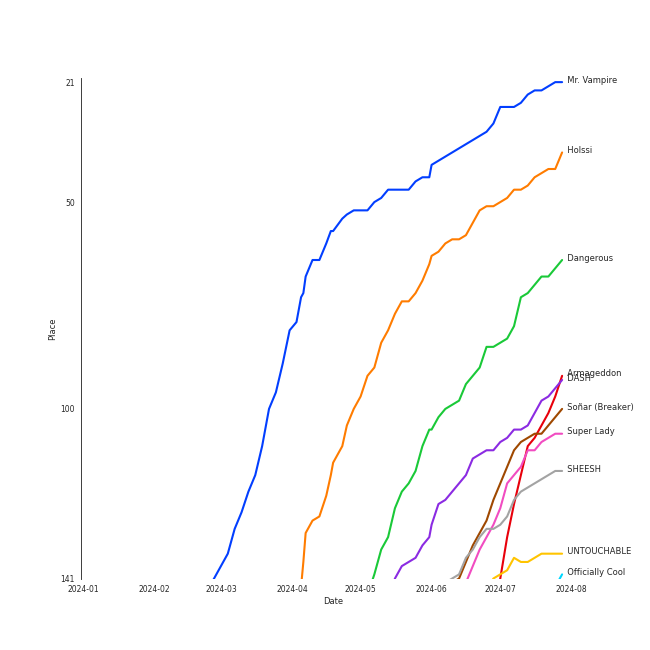 21
Mr. Vampire
Holssi
50
Dangerous
Place
Armageddon
DASH
Soñar (Breaker)
100
Super Lady
SHEESH
UNTOUCHABLE
Officially Cool
141
2024-01 2024-02 2024-03 2024-04 2024-05 2024-06 2024-07 2024-08
Date